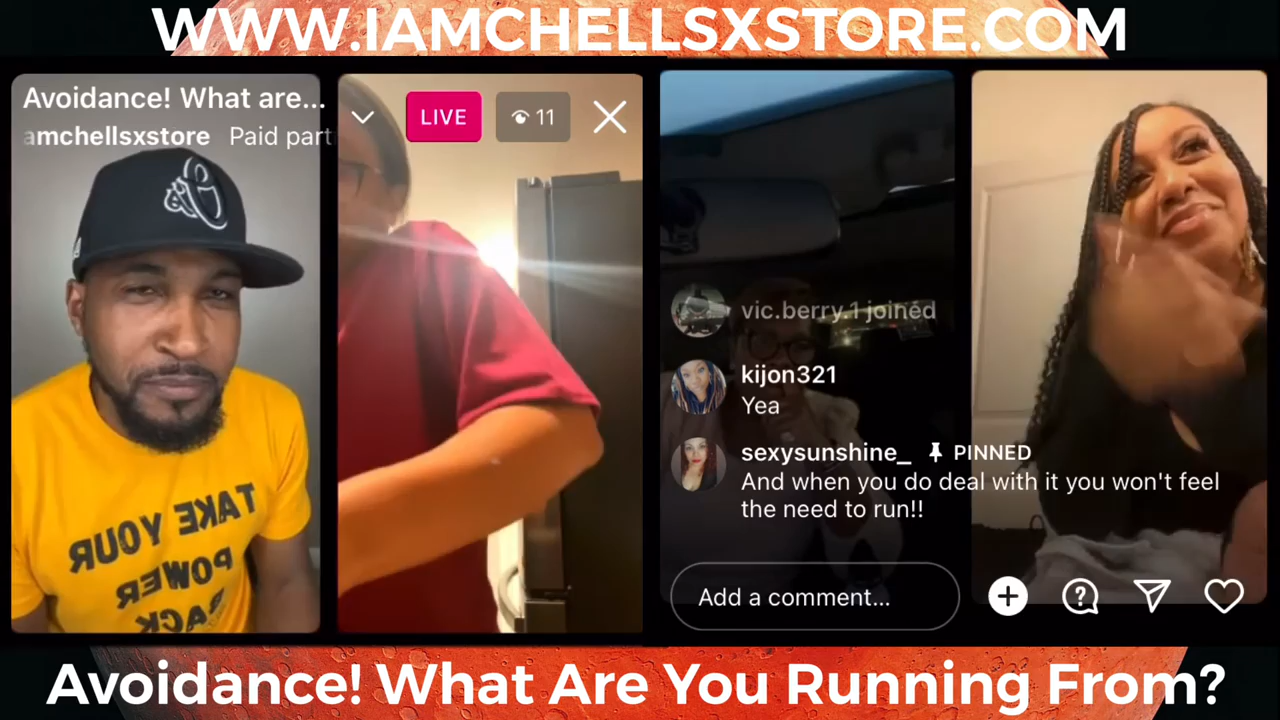 WWW.IAMCHELLSXSTORE.COM
Avoidance! What are...
amchellsxstore Paid part
LIVE
11
vic.berry.1 joined
kijon321
Yea
sexysunshine_ PINNED
And when you do deal with it you won't feel
the need to run!!
TAKE YOUR
POWER
BACK
Add a comment...
Avoidance! What Are You Running From?